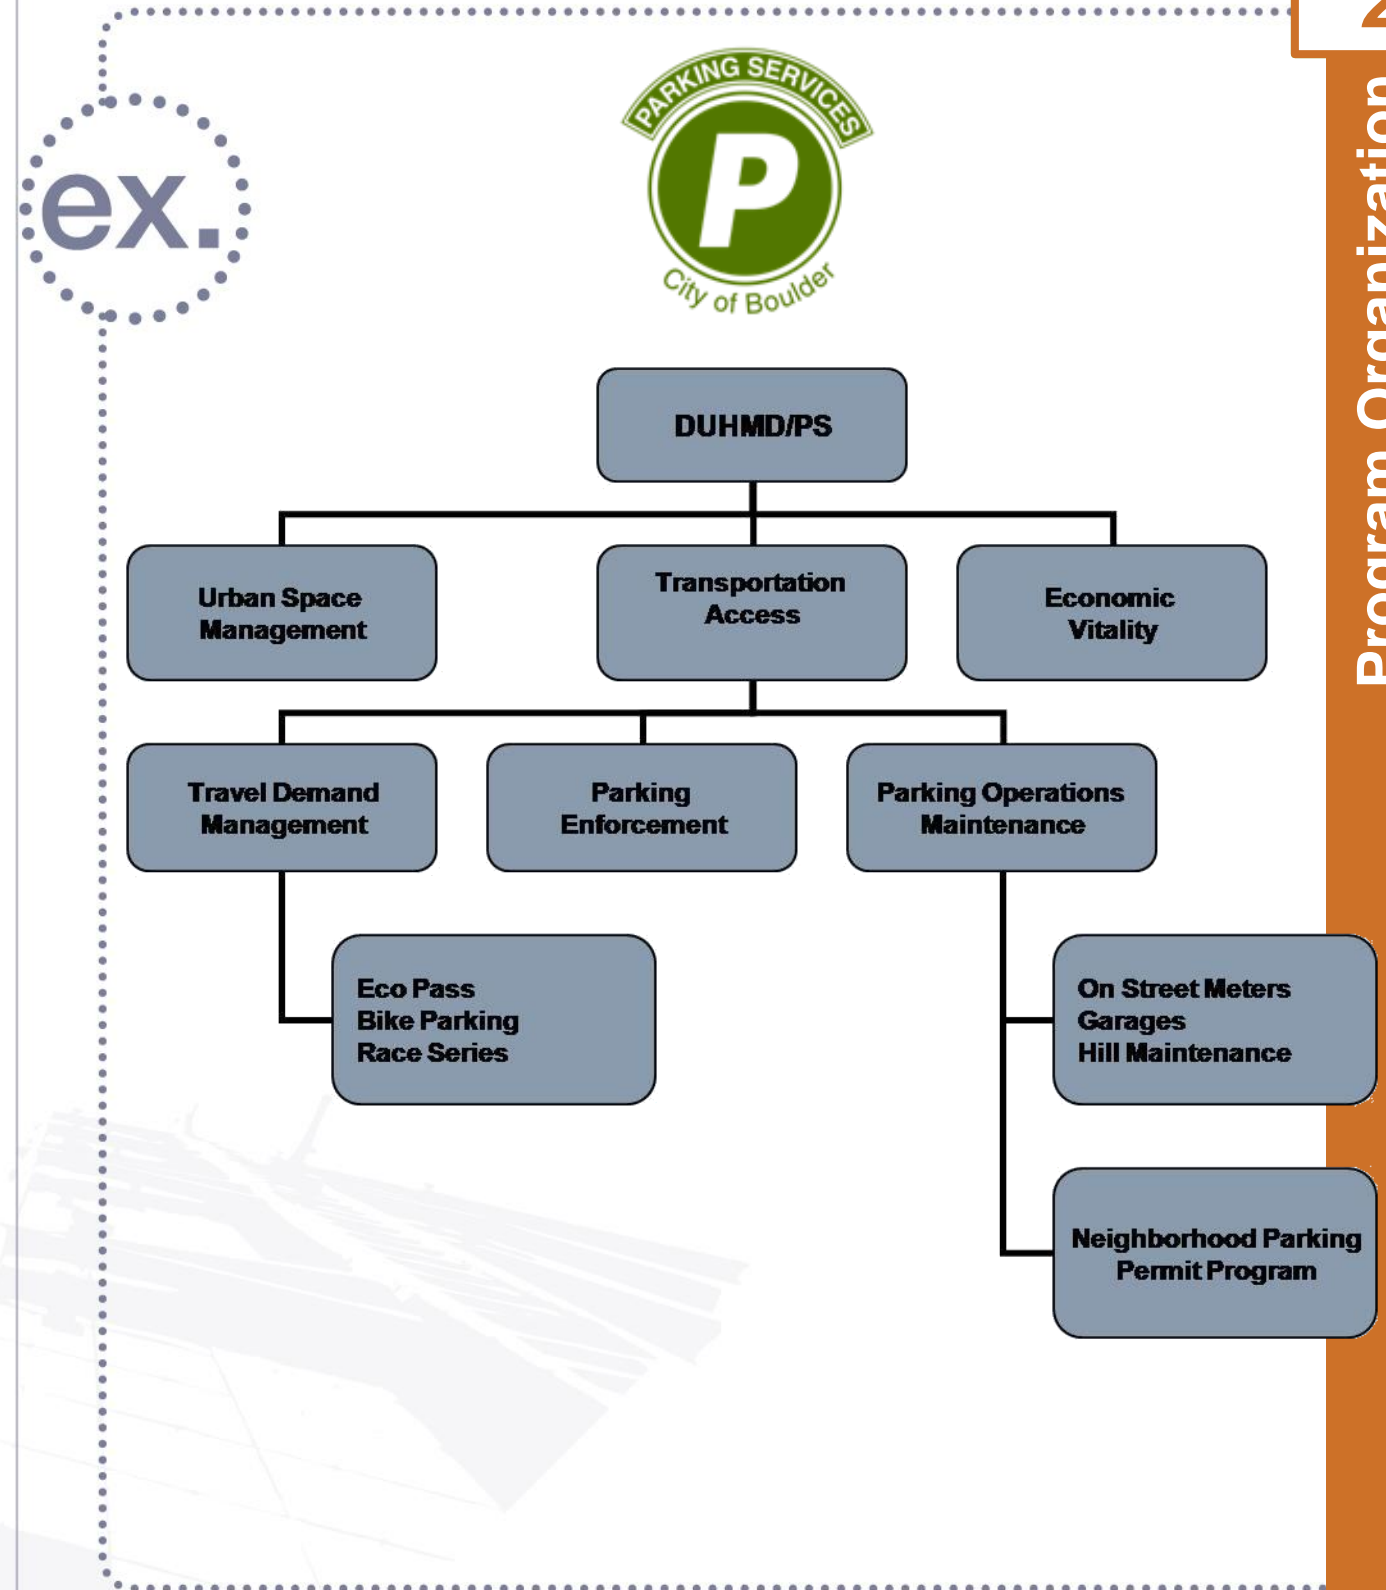 ex.
PARKING SERVICES
P
City of Boulder
Program Organization
DUHMD/PS
Urban Space
Management
Transportation
Access
Economic
Vitality
Travel Demand
Management
Parking
Enforcement
Parking Operations
Maintenance
Eco Pass
Bike Parking
Race Series
On Street Meters
Garages
Hill Maintenance
Neighborhood Parking
Permit Program